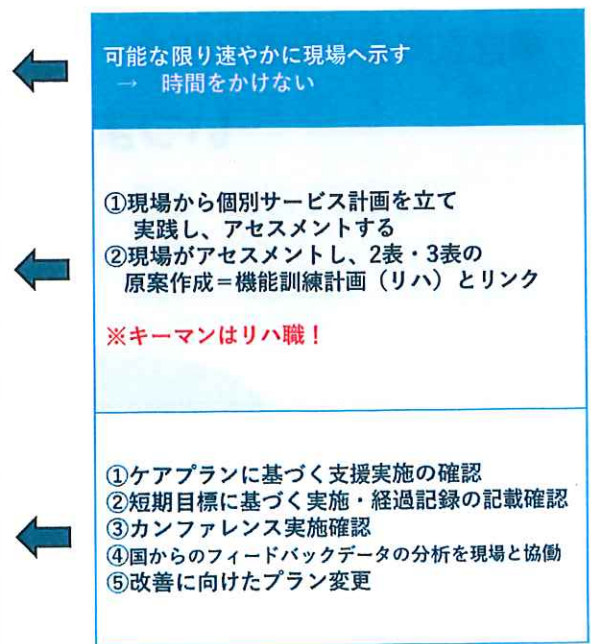 可能な限り速やかに現場へ示す
→ 時間をかけない
①現場から個別サービス計画を立て
実践し、アセスメントする
②現場がアセスメントし、2表・3表の
原案作成＝機能訓練計画（リハ）とリンク
※キーマンはリハ職！
①ケアプランに基づく支援実施の確認
②短期目標に基づく実施・経過記録の記載確認
③カンファレンス実施確認
④国からのフィードバックデータの分析を現場と協働
⑤改善に向けたプラン変更